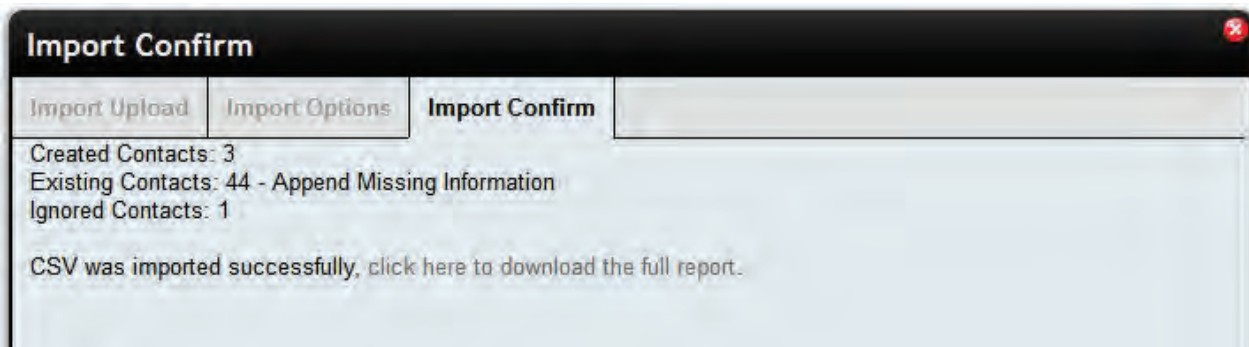 Import Confirm
Import Upload Import Options Import Confirm
Created Contacts: 3
Existing Contacts: 44 - Append Missing Information
Ignored Contacts: 1
CSV was imported successfully, click here to download the full report.